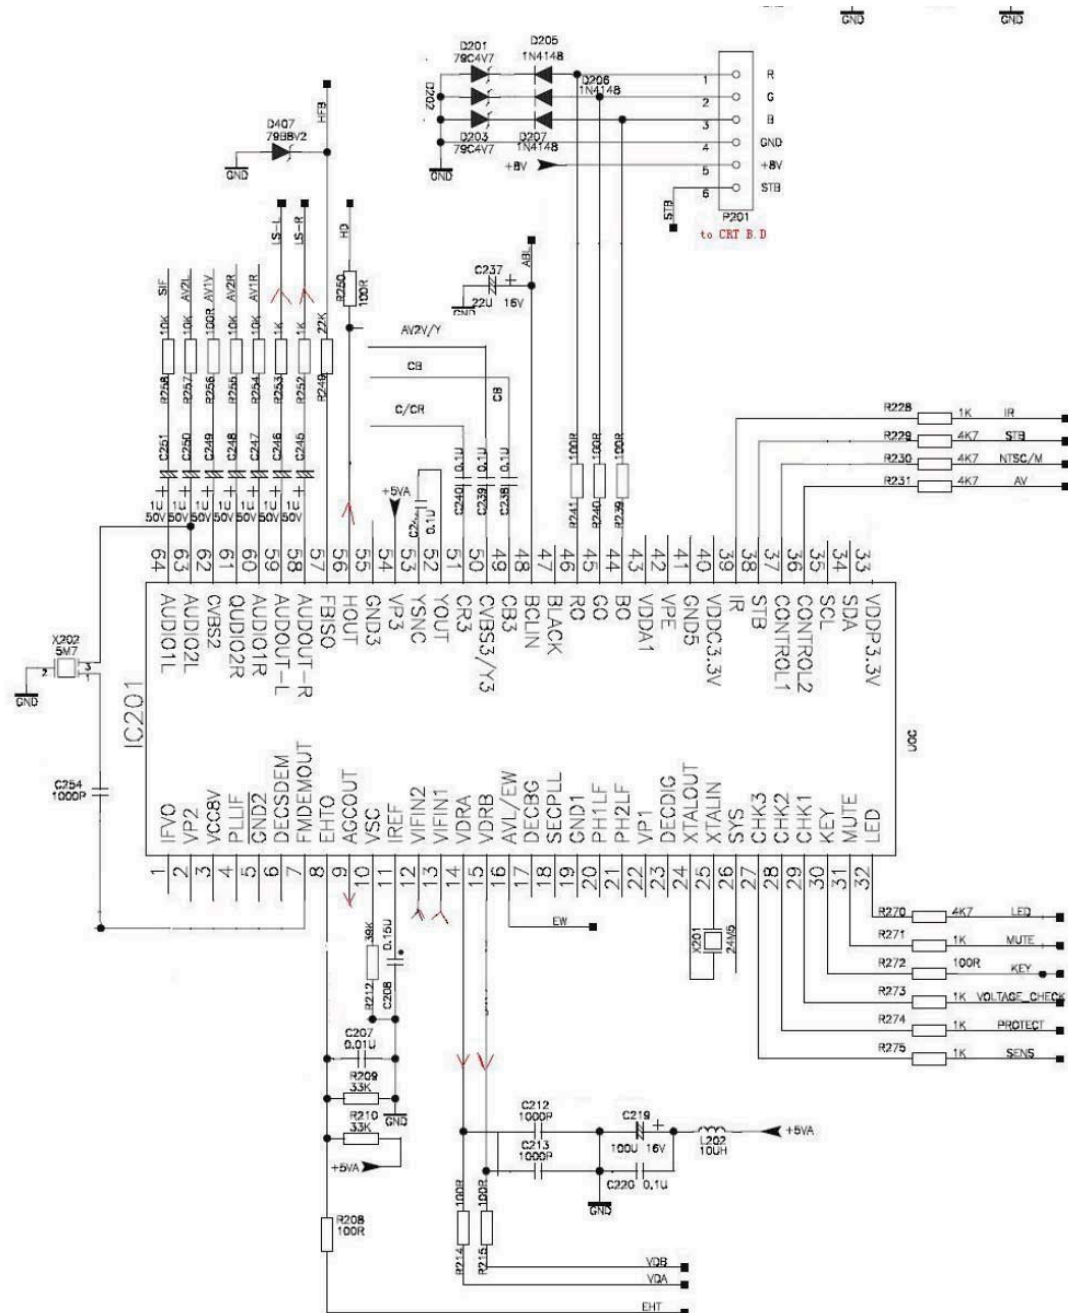 GND GND
D201 79C4V7
D205 1N4148
D206 1N4148
D202
D203 79C4V7
D207 1N4148
1 R
2 G
3 B
4 GND
5 +8V
6 STB
+8V
GND
STB
P201
to CRT B.D
HFB
D407
79B8V2
GND
LS-L
LS-R
HD
R250 100R
ABL
C237
22U 16V
GND
SIF
AV2L
AV1V
AV2R
AV1R
10K 10K 100R 10K 10K 1K 1K 22K
R258 R257 R256 R255 R254 R253 R252 R249
AV2V/Y
CB
CB
C/CR
C251 C250 C249 C248 C247 C246 C245
1U 50V 1U 50V 1U 50V 1U 50V 1U 50V 1U 50V
+5VA
0.1U
C240 0.1U
C239 0.1U
C238 0.1U
R241 100R
R240 100R
R239 100R
R228 1K IR
R229 4K7 STB
R230 4K7 NTSC/M
R231 4K7 AV
64 63 62 61 60 59 58 57 56 55 54 53 52 51 50 49 48 47 46 45 44 43 42 41 40 39 38 37 36 35 34 33
AUDIO1L
AUDIO2L
CVBS2
QUDIO2R
AUDIO1R
AUDOUT-L
AUDOUT-R
FBISO
HOUT
GND3
VP3
YSNC
YOUT
CR3
CVBS3/Y3
CB3
BCLIN
BLACK
RO
GO
BO
VDDA1
VPE
GND5
VDDC3.3V
IR
STB
CONTROL1
CONTROL2
SCL
SDA
VDDP3.3V
X202
5M7
2 3 1
GND
IC201
UOC
C254
1000P
IFVO
VP2
VCC8V
PLLIF
GND2
DECSDEM
FMDEMOUT
EHTO
AGCOUT
VSC
IREF
VIFIN2
VIFIN1
VDRA
VDRB
AVL/EW
DECBG
SECPLL
GND1
PH1LF
PH2LF
VP1
DECDIG
XTALOUT
XTALIN
SYS
CHK3
CHK2
CHK1
KEY
MUTE
LED
1 2 3 4 5 6 7 8 9 10 11 12 13 14 15 16 17 18 19 20 21 22 23 24 25 26 27 28 29 30 31 32
EW
X201 24M5
R270 4K7 LED
R271 1K MUTE
R272 100R KEY
R273 1K VOLTAGE_CHECK
R274 1K PROTECT
R275 1K SENS
R212 39K
C208 0.15U
C207
0.01U
R209
33K
R210
33K
GND
+5VA
C212
1000P
C213
1000P
C219
100U 16V
L202
10UH
+5VA
C220 0.1U
GND
R208
100R
R214 100R
R215 100R
VDB
VDA
EHT